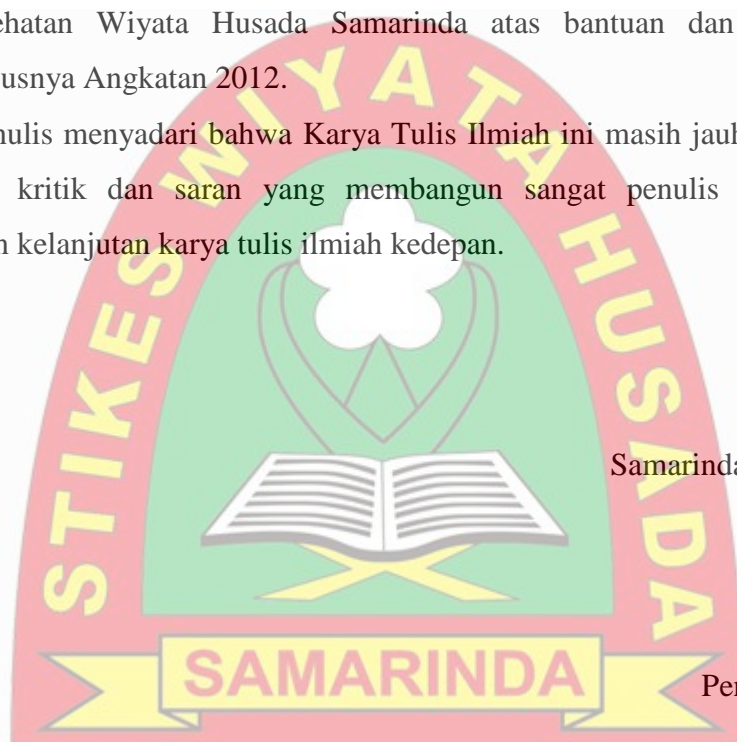 ehatan Wiyata Husada Samarinda atas bantuan dan
usnya Angkatan 2012.
nulis menyadari bahwa Karya Tulis Ilmiah ini masih jauh
kritik dan saran yang membangun sangat penulis
n kelanjutan karya tulis ilmiah kedepan.
STIKES WIYATA HUSADA
Samarinda
SAMARINDA
Per